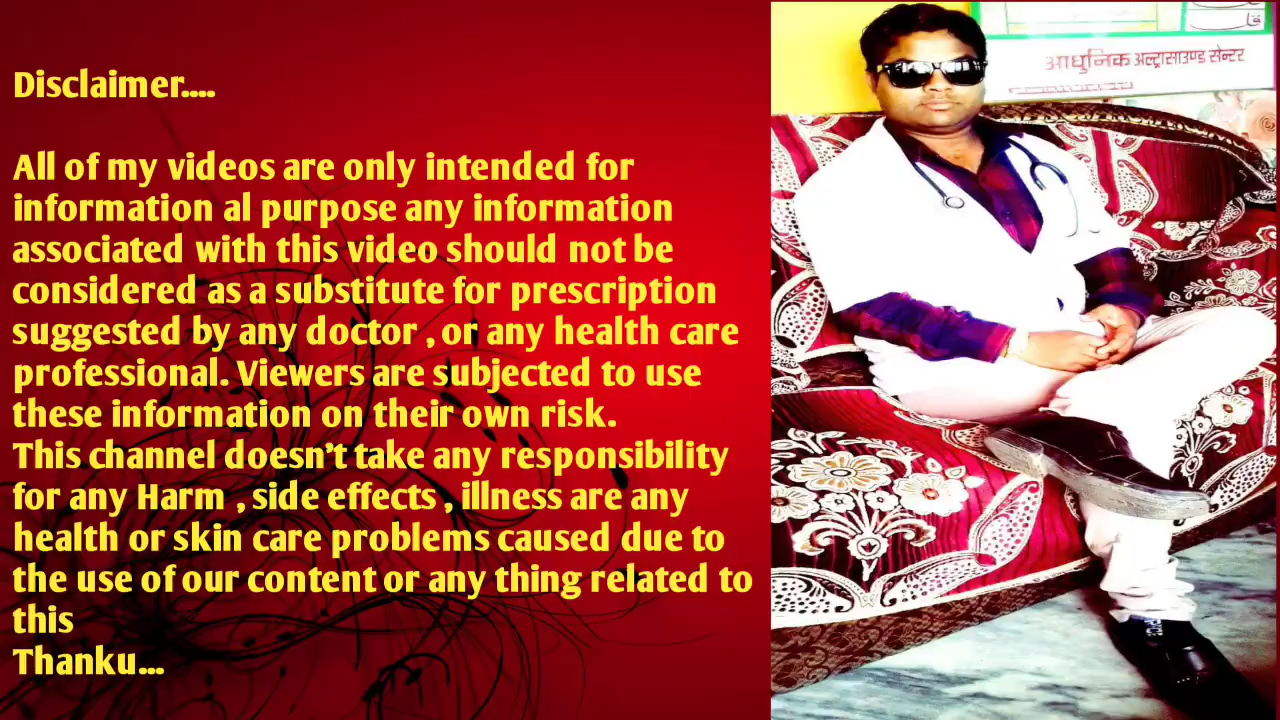 Disclaimer....
All of my videos are only intended for
information al purpose any information
associated with this video should not be
considered as a substitute for prescription
suggested by any doctor , or any health care
professional. Viewers are subjected to use
these information on their own risk.
This channel doesn't take any responsibility
for any Harm , side effects , illness are any
health or skin care problems caused due to
the use of our content or any thing related to
this
Thanku...
आधुनिक अल्ट्रासाउण्ड सेन्टर